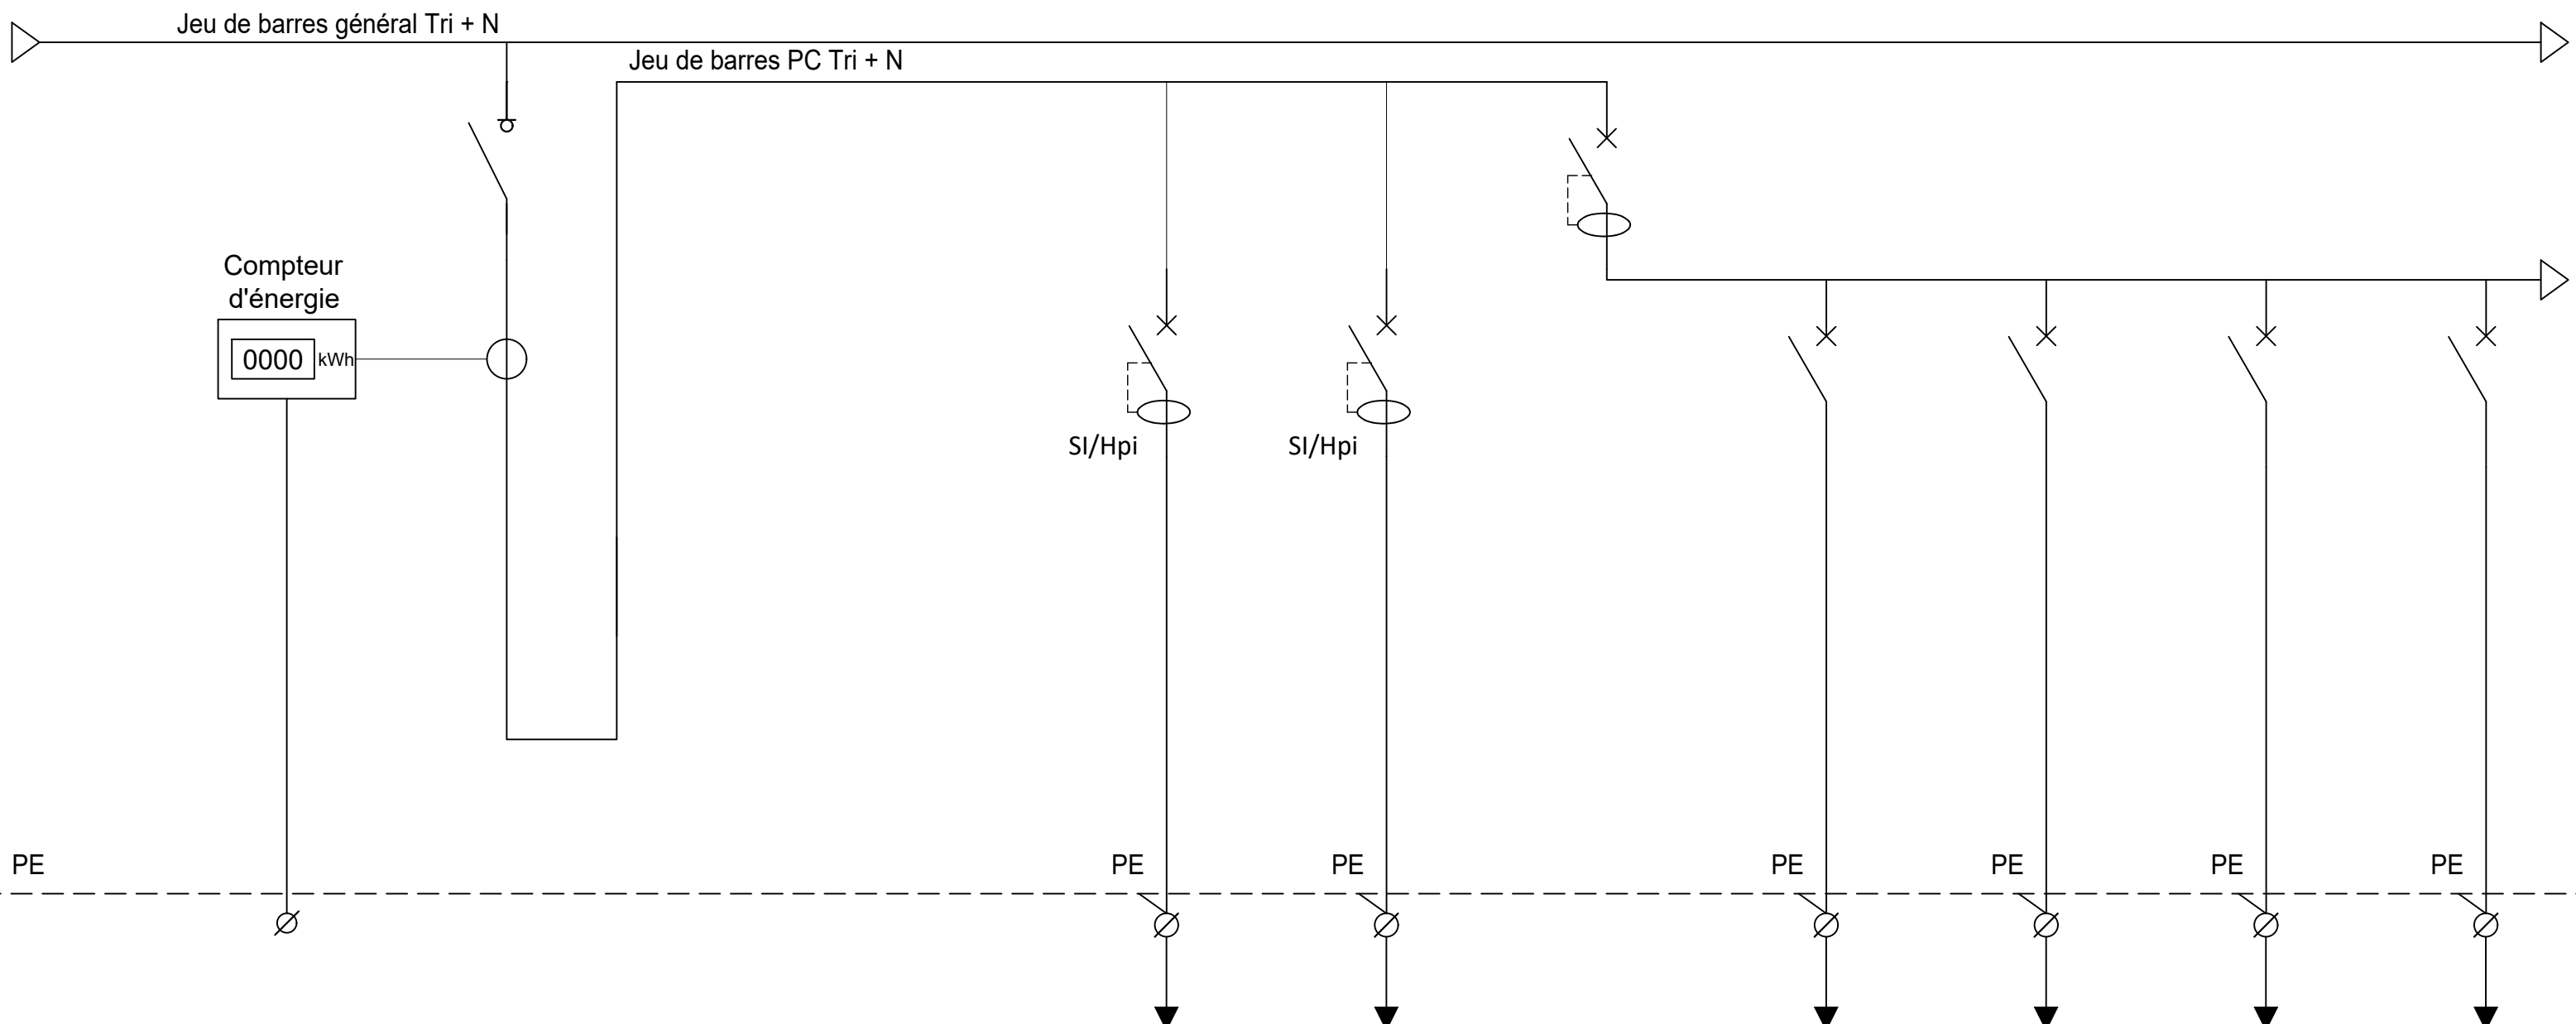 Jeu de barres général Tri + N
Jeu de barres PC Tri + N
Compteur
d'énergie
0000 kWh
SI/Hpi
SI/Hpi
PE
PE
PE
PE
PE
PE
PE